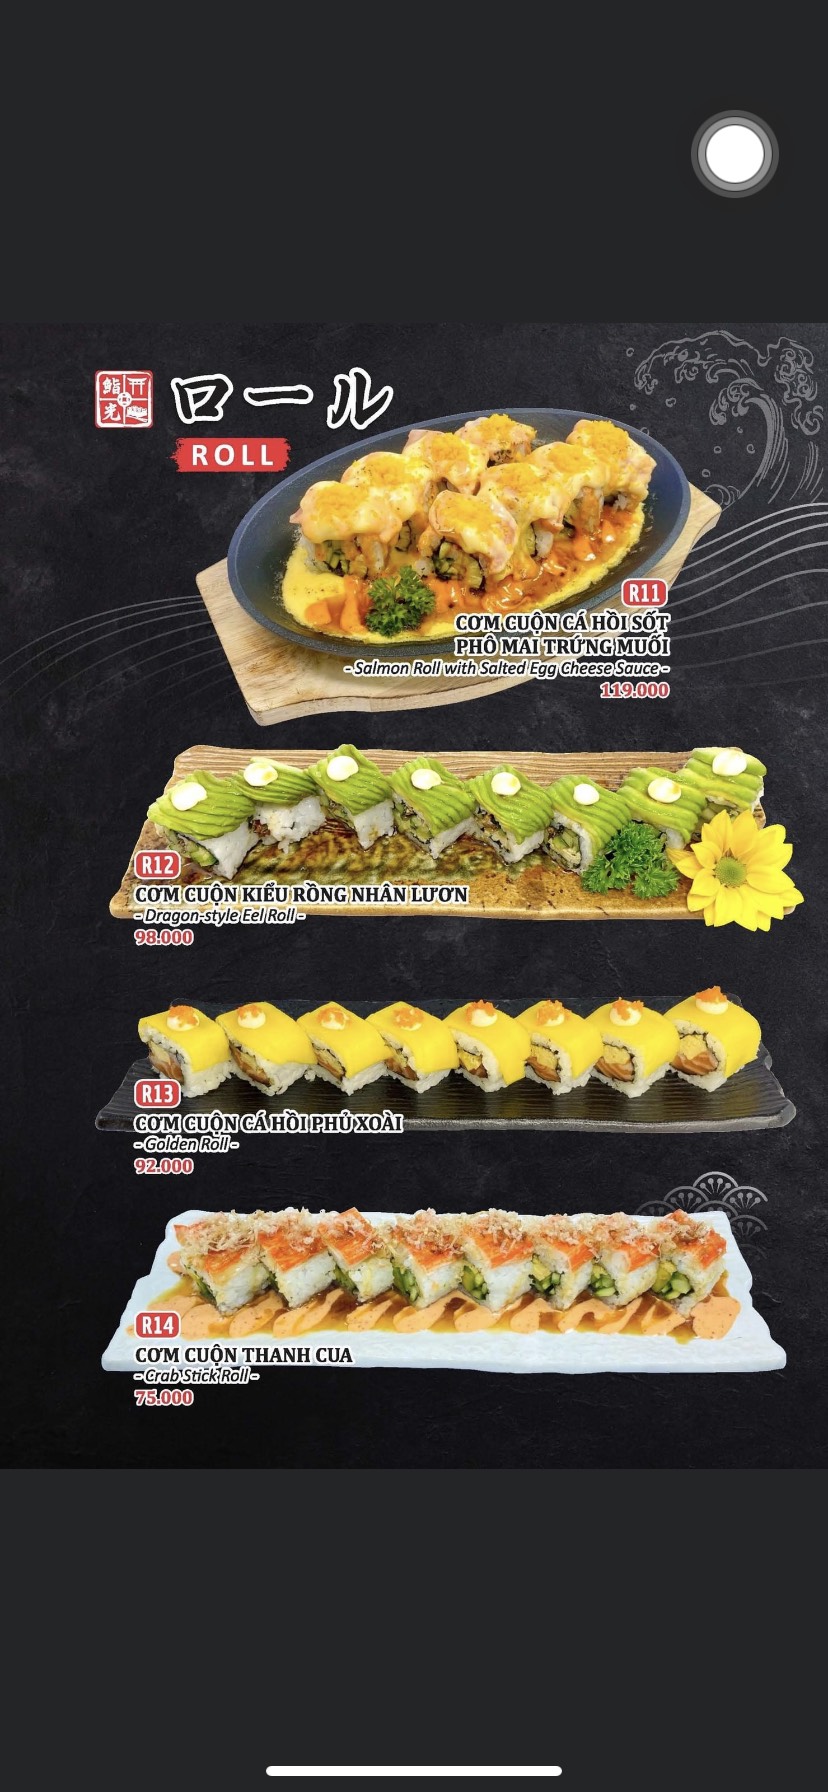 鮨
光
ロール
ROLL
R11
CƠM CUỘN CÁ HỒI SỐT
PHÔ MAI TRỨNG MUỐI
- Salmon Roll with Salted Egg Cheese Sauce -
119.000
R12
CƠM CUỘN KIỂU RỒNG NHÂN LƯƠN
- Dragon-style Eel Roll -
98.000
R13
CƠM CUỘN CÁ HỒI PHỦ XOÀI
- Golden Roll -
92.000
R14
CƠM CUỘN THANH CUA
- Crab Stick Roll -
75.000